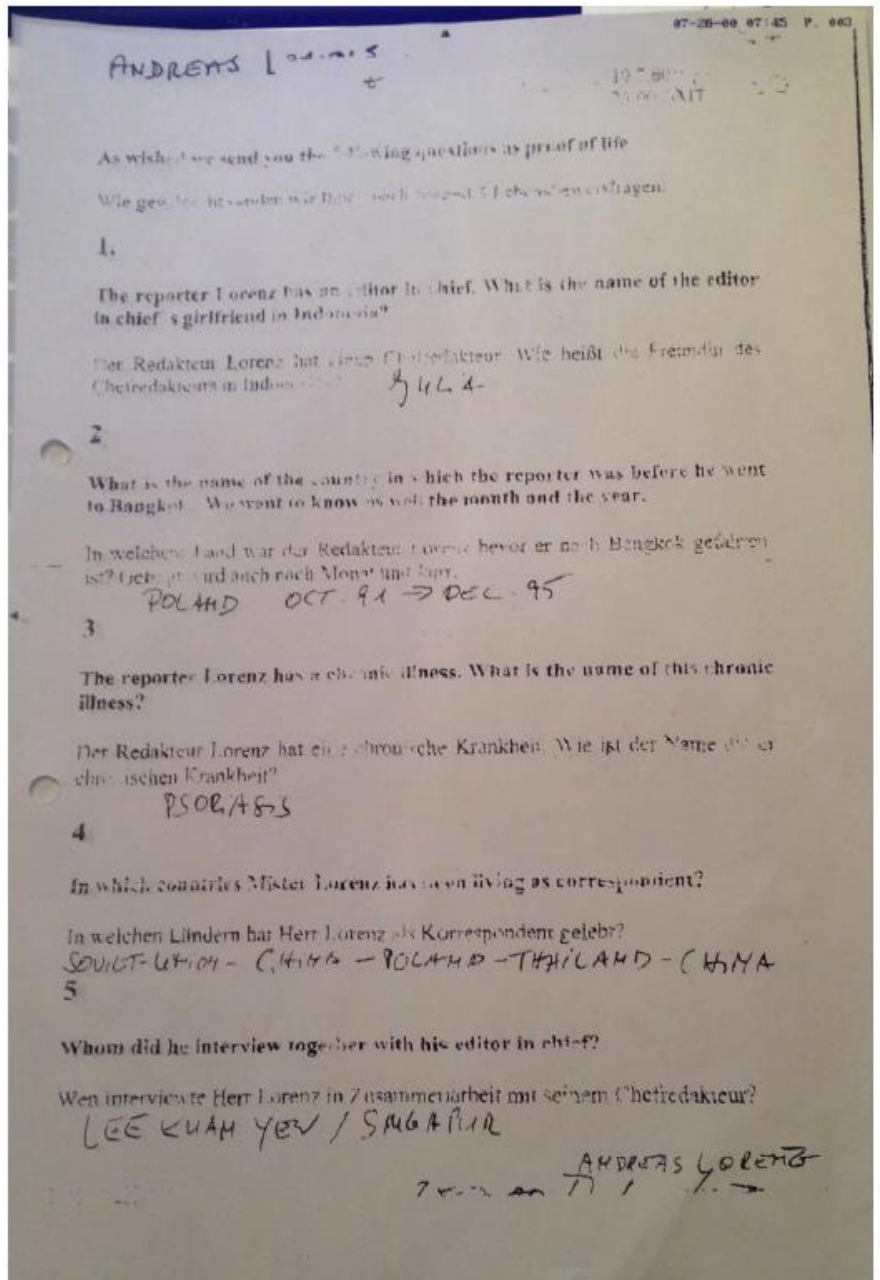 07-26-00 07:45 P. 003
ANDREAS
As wished we send you the following questions as proof of life
Wie
1.
The reporter Lorenz has an editor in chief. What is the name of the editor
in chief s girlfriend in Indonesia?
Der Redakteur Lorenz hat einen Chefredakteur. Wie heißt die Freundin des
Chefredakteurs in
2
What is the name of the country in which the reporter was before he went
to Bangkok We want to know as well the month and the year.
In welchem Land war der Redakteur Lorenz bevor er nach Bangkok gefahren
ist? Gefragt wird auch nach Monat und Jahr.
POLAND OCT. 91 → DEC. 95
3
The reporter Lorenz has a chronic illness. What is the name of this chronic
illness?
Der Redakteur Lorenz hat eine chronische Krankheit. Wie ist der Name dieser
chronischen Krankheit?
PSORIASIS
4
In which countries Mister Lorenz has been living as correspondent?
In welchen Ländern hat Herr Lorenz als Korrespondent gelebt?
SOVIET-UNION - CHINA - POLAND - THAILAND - CHINA
5
Whom did he interview together with his editor in chief?
Wen interviewte Herr Lorenz in Zusammenarbeit mit seinem Chefredakteur?
LEE KUAN YEW / SINGAPUR
ANDREAS LORENZ